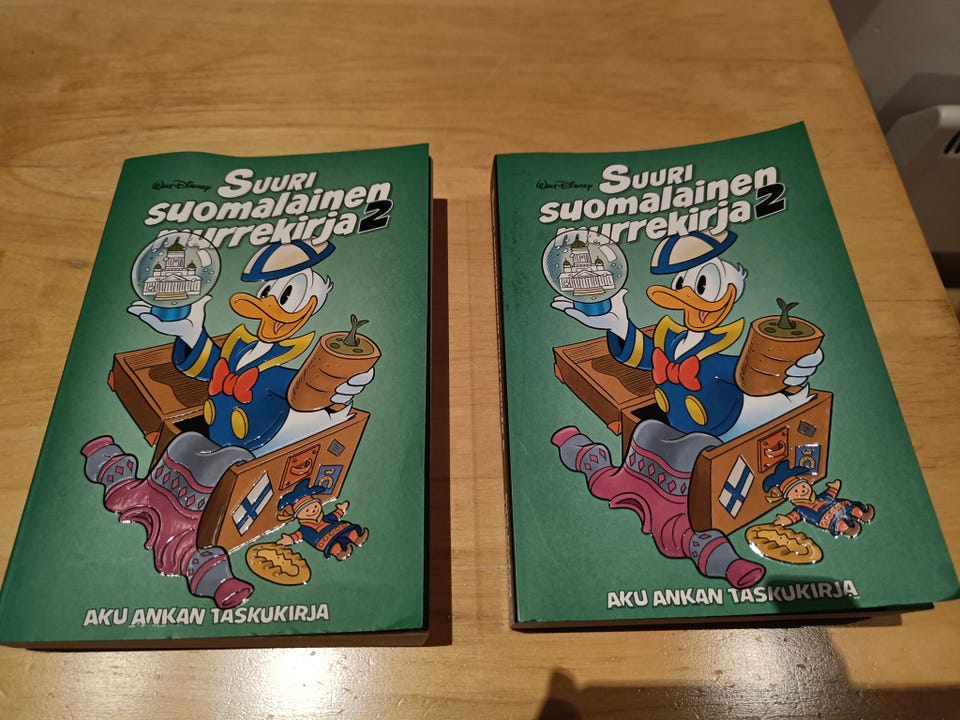 Walt Disney
SUURI
suomalainen
murrekirja 2
AKU ANKAN TASKUKIRJA
Walt Disney
SUURI
suomalainen
murrekirja 2
AKU ANKAN TASKUKIRJA